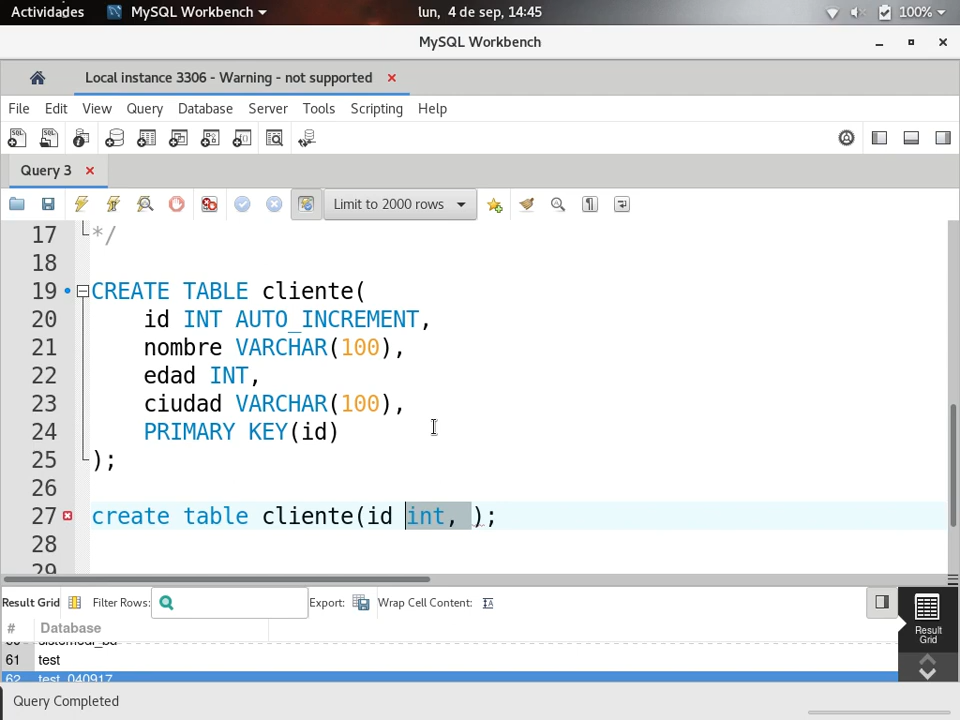 Actividades MySQL Workbench lun, 4 de sep, 14:45 100%
MySQL Workbench
Local instance 3306 - Warning - not supported
File Edit View Query Database Server Tools Scripting Help
Query 3
Limit to 2000 rows
17 */
18
19 CREATE TABLE cliente(
20 id INT AUTO_INCREMENT,
21 nombre VARCHAR(100),
22 edad INT,
23 ciudad VARCHAR(100),
24 PRIMARY KEY(id)
25 );
26
27 create table cliente(id int, );
28
29
Result Grid Filter Rows: Export: Wrap Cell Content:
# Database
61 test
62 test_040917
Result
Grid
Query Completed